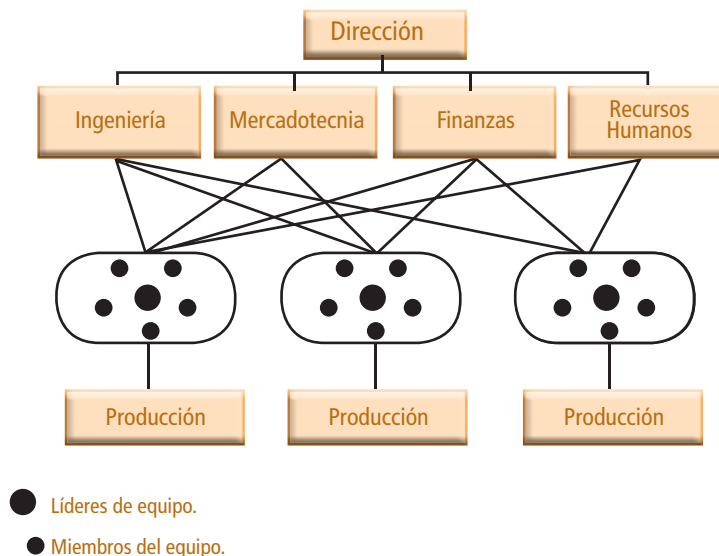 Dirección
Ingeniería
Mercadotecnia
Finanzas
Recursos
Humanos
Producción
Producción
Producción
Líderes de equipo.
Miembros del equipo.